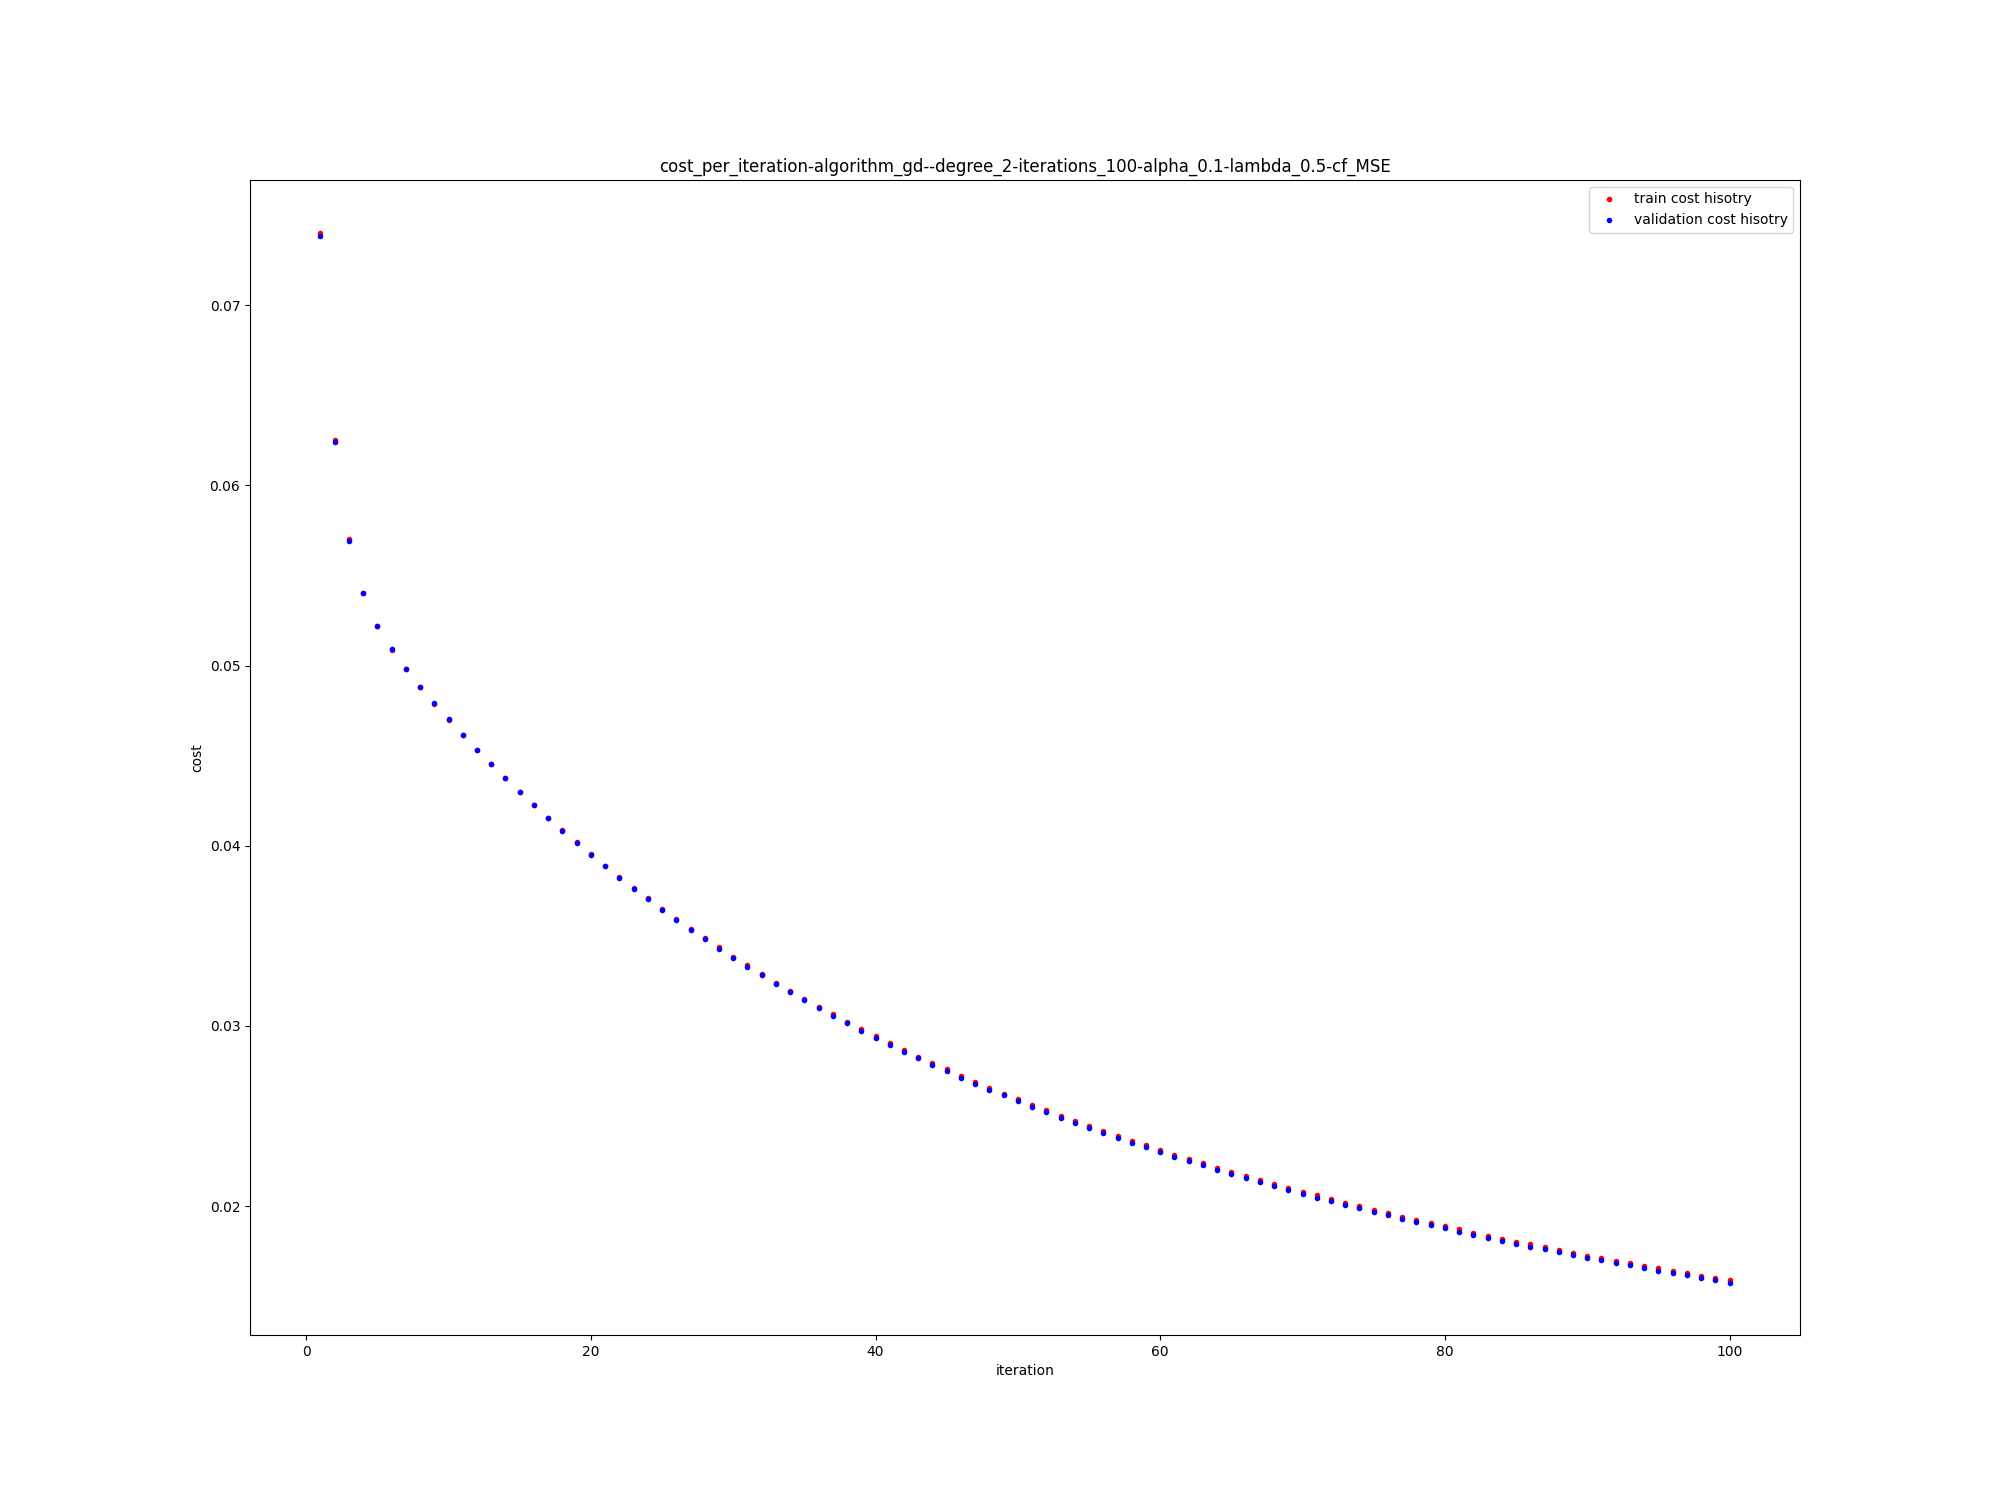 cost_per_iteration-algorithm_gd--degree_2-iterations_100-alpha_0.1-lambda_0.5-cf_MSE
train cost hisotry
validation cost hisotry
0.07
0.06
0.05
0.04
0.03
0.02
cost
0 20 40 60 80 100
iteration